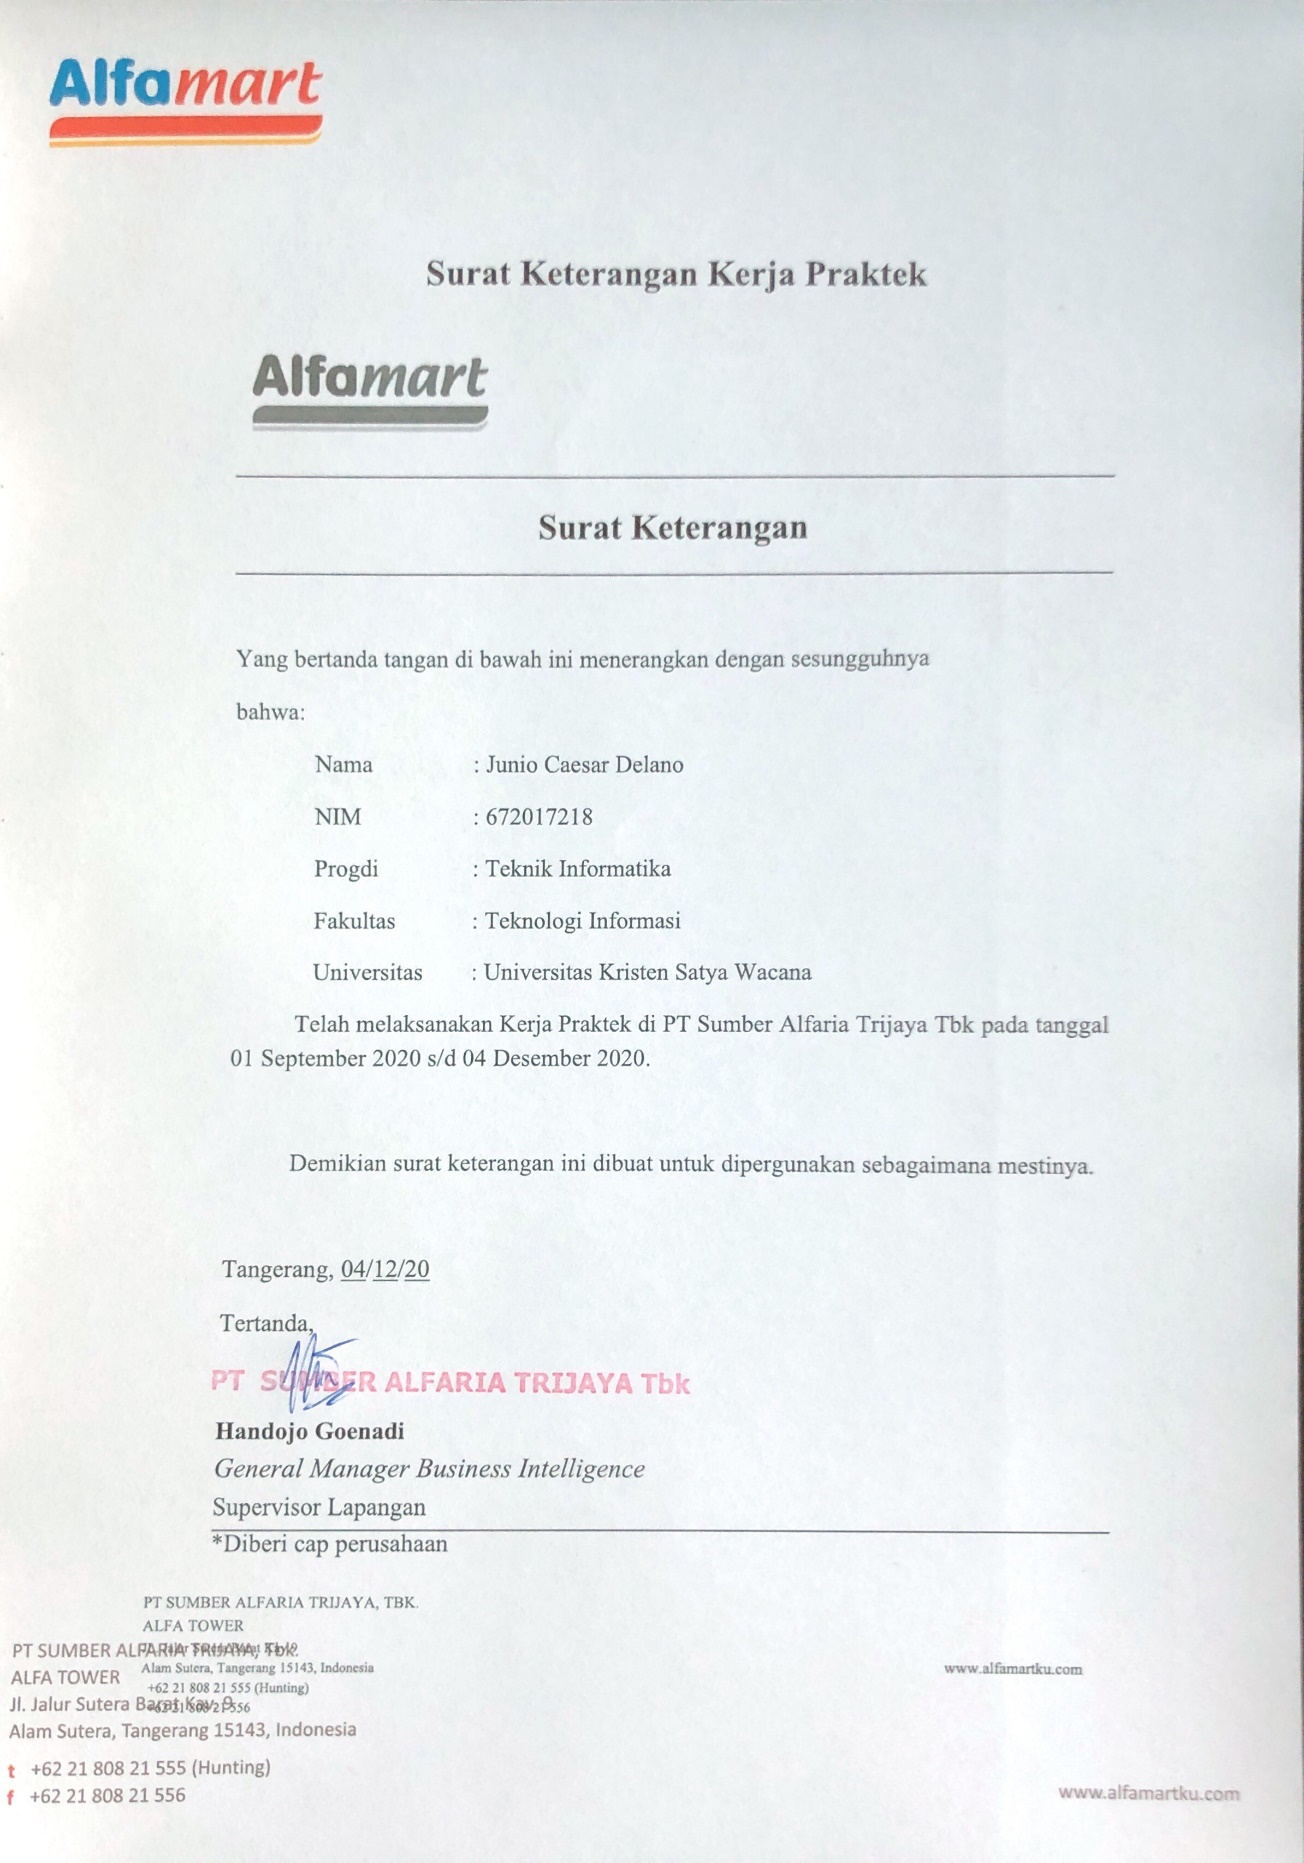 Alfamart
Surat Keterangan Kerja Praktek
Alfamart
Surat Keterangan
Yang bertanda tangan di bawah ini menerangkan dengan sesungguhnya
bahwa:
Nama : Junio Caesar Delano
NIM : 672017218
Progdi : Teknik Informatika
Fakultas : Teknologi Informasi
Universitas : Universitas Kristen Satya Wacana
Telah melaksanakan Kerja Praktek di PT Sumber Alfaria Trijaya Tbk pada tanggal
01 September 2020 s/d 04 Desember 2020.
Demikian surat keterangan ini dibuat untuk dipergunakan sebagaimana mestinya.
Tangerang, 04/12/20
Tertanda,
PT SUMBER ALFARIA TRIJAYA Tbk
Handojo Goenadi
General Manager Business Intelligence
Supervisor Lapangan
*Diberi cap perusahaan
PT SUMBER ALFARIA TRIJAYA, TBK.
ALFA TOWER
Alam Sutera, Tangerang 15143, Indonesia
+62 21 808 21 555 (Hunting)
+62 21 808 21 556
www.alfamartku.com
PT SUMBER ALFARIA TRIJAYA, Tbk.
ALFA TOWER
Jl. Jalur Sutera Barat Kav. 9
Alam Sutera, Tangerang 15143, Indonesia
t +62 21 808 21 555 (Hunting)
f +62 21 808 21 556
www.alfamartku.com